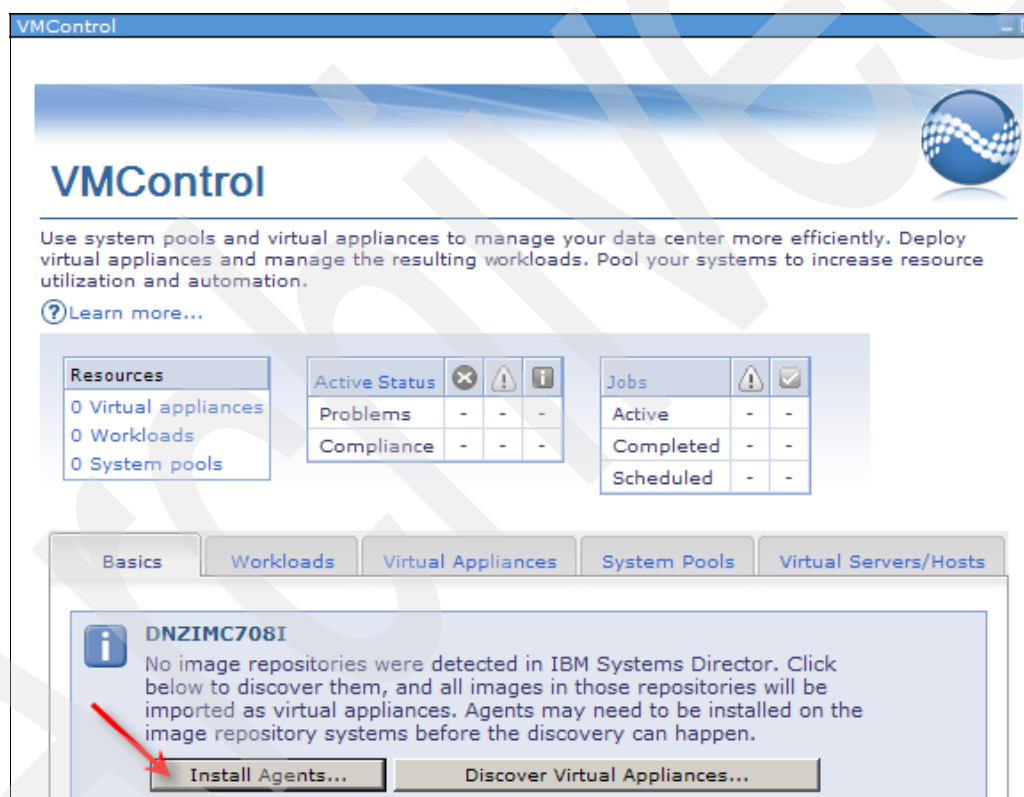 VMControl
VMControl
Use system pools and virtual appliances to manage your data center more efficiently. Deploy
virtual appliances and manage the resulting workloads. Pool your systems to increase resource
utilization and automation.
?Learn more...
Resources
0 Virtual appliances
0 Workloads
0 System pools
Active Status
Problems - - -
Compliance - - -
Jobs
Active - -
Completed - -
Scheduled - -
Basics Workloads Virtual Appliances System Pools Virtual Servers/Hosts
DNZIMC708I
No image repositories were detected in IBM Systems Director. Click
below to discover them, and all images in those repositories will be
imported as virtual appliances. Agents may need to be installed on the
image repository systems before the discovery can happen.
Install Agents... Discover Virtual Appliances...